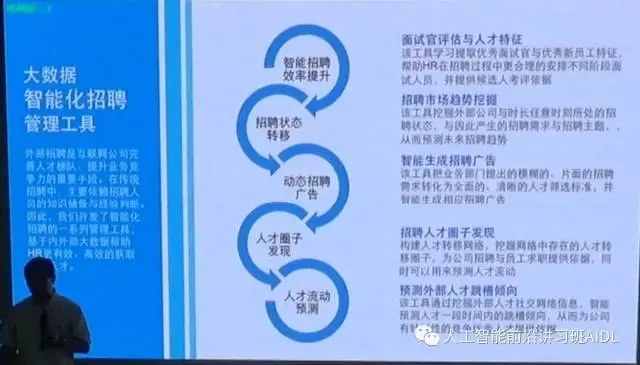 大数据
智能化招聘
管理工具
外部招聘是互联网公司完
善人才梯队、提升业务竞
争力的重要手段。在传统
招聘中，主要依赖招聘人
员的知识储备与经验判断。
因此，我们开发了智能化
招聘的一系列管理工具，
基于内外部大数据帮助
HR更有效、高效的获取
人才。
智能招聘
效率提升
招聘状态
转移
动态招聘
广告
人才圈子
发现
人才流动
预测
面试官评估与人才特征
该工具学习提取优秀面试官与优秀新员工特征，
帮助HR在招聘过程中更合理的安排不同阶段面
试人员，并提供候选人考评依据
招聘市场趋势挖掘
该工具挖掘外部公司与时长任意时刻所处的招
聘状态，与因此产生的招聘需求与招聘主题，
从而预测未来招聘趋势
智能生成招聘广告
该工具把业务部门提出的模糊的、片面的招聘
需求转化为全面的、清晰的人才筛选标准，并
智能生成相应招聘广告
招聘人才圈子发现
构建人才转移网络，挖掘网络中存在的人才转
移圈子，为公司招聘与员工求职提供依据，同
时可以用来预测人才流动
预测外部人才跳槽倾向
该工具通过挖掘外部人才社交网络信息，智能
预测人才一段时间内的跳槽倾向，从而为公司
有针对性的竞争优秀人才提供依据
人工智能前沿讲习班AIDL